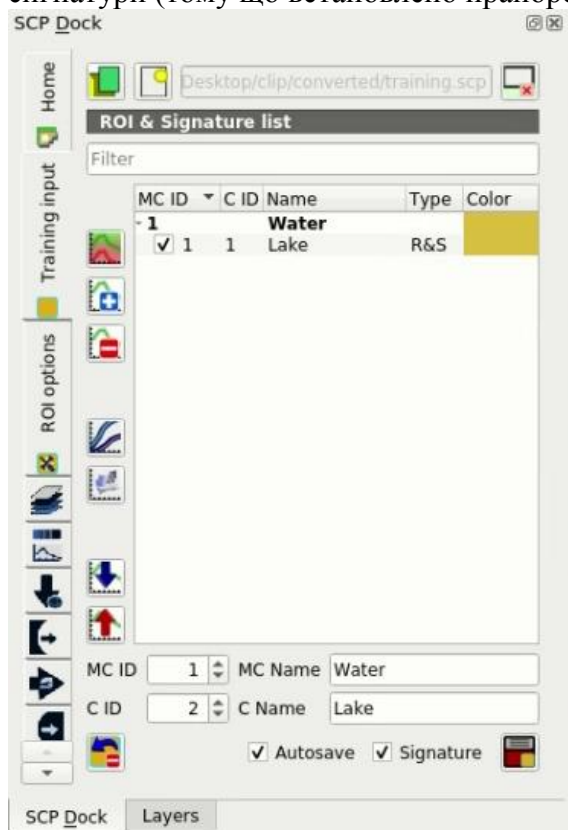 SCP Dock
Desktop/clip/converted/training.scp
ROI & Signature list
Filter
MC ID C ID Name Type Color
1 Water
1 1 Lake R&S
Home
Training input
ROI options
MC ID 1 MC Name Water
C ID 2 C Name Lake
Autosave Signature
SCP Dock Layers